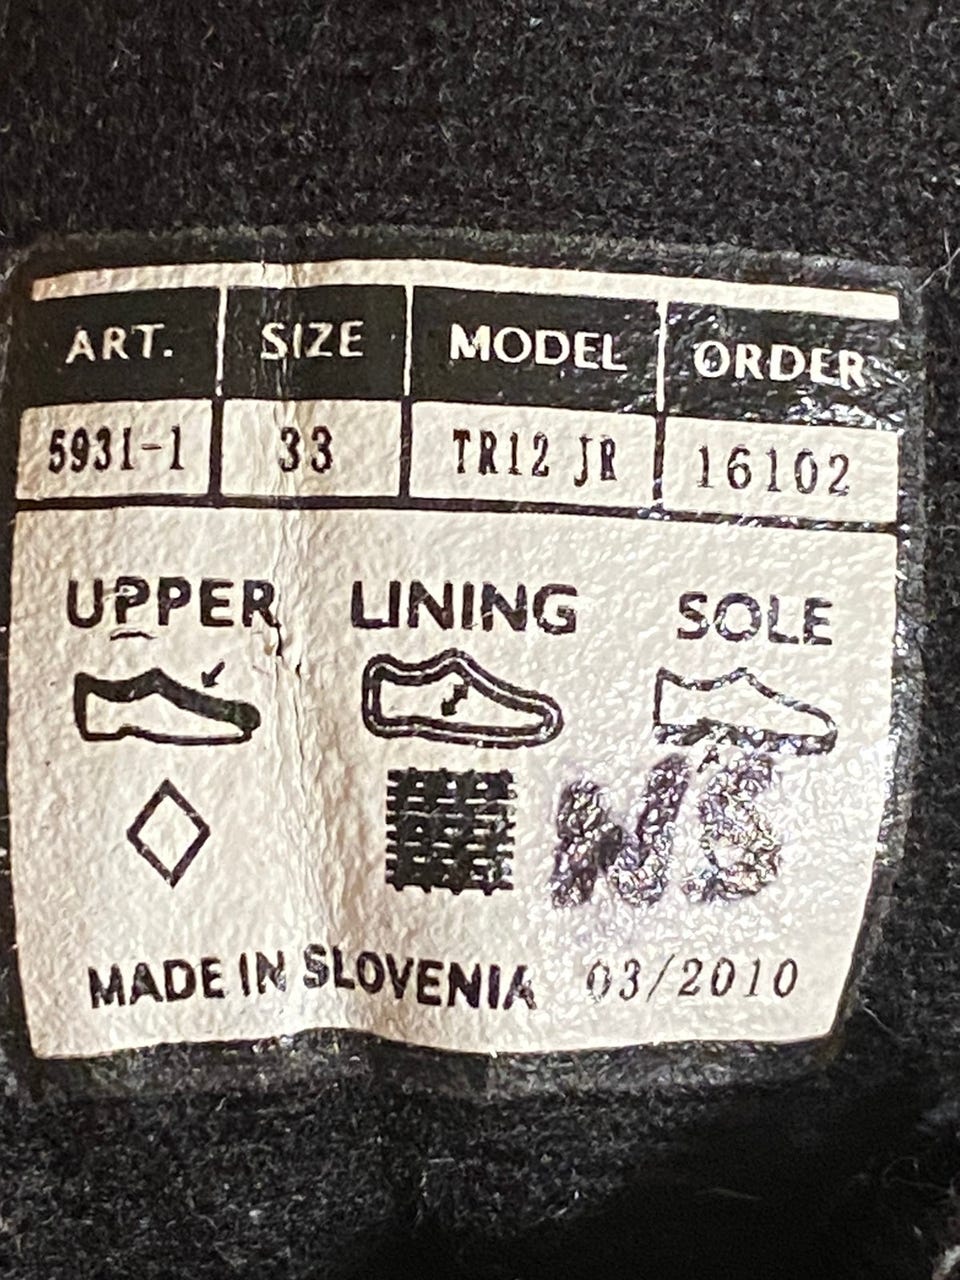 ART. SIZE MODEL ORDER
5931-1 33 TR12 JR 16102
UPPER LINING SOLE
MADE IN SLOVENIA 03/2010